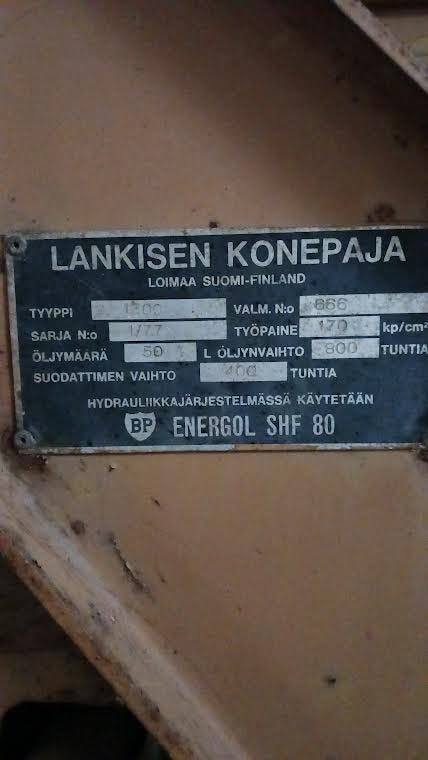 LANKISEN KONEPAJA
LOIMAA SUOMI-FINLAND
TYYPPI VALM. N:o 666
SARJA N:o 1/77 TYÖPAINE 170 kp/cm²
ÖLJYMÄÄRÄ 50 L ÖLJYNVAIHTO 800 TUNTIA
SUODATTIMEN VAIHTO 400 TUNTIA
HYDRAULIIKKAJÄRJESTELMÄSSÄ KÄYTETÄÄN
BP ENERGOL SHF 80